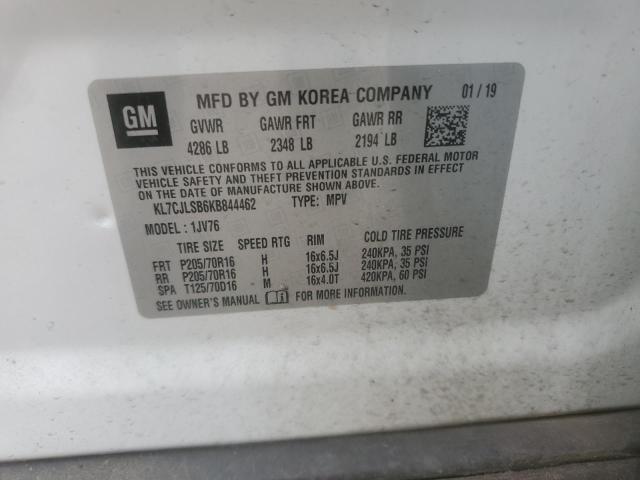 GM
MFD BY GM KOREA COMPANY 01 / 19
GVWR GAWR FRT GAWR RR
4286 LB 2348 LB 2194 LB
THIS VEHICLE CONFORMS TO ALL APPLICABLE U.S. FEDERAL MOTOR
VEHICLE SAFETY AND THEFT PREVENTION STANDARDS IN EFFECT
ON THE DATE OF MANUFACTURE SHOWN ABOVE.
KL7CJLSB6KB844462 TYPE: MPV
MODEL : 1JV76
TIRE SIZE SPEED RTG RIM COLD TIRE PRESSURE
FRT P205/70R16 H 16x6.5J 240KPA, 35 PSI
RR P205/70R16 H 16x6.5J 240KPA, 35 PSI
SPA T125/70D16 M 16x4.0T 420KPA, 60 PSI
SEE OWNER'S MANUAL FOR MORE INFORMATION.